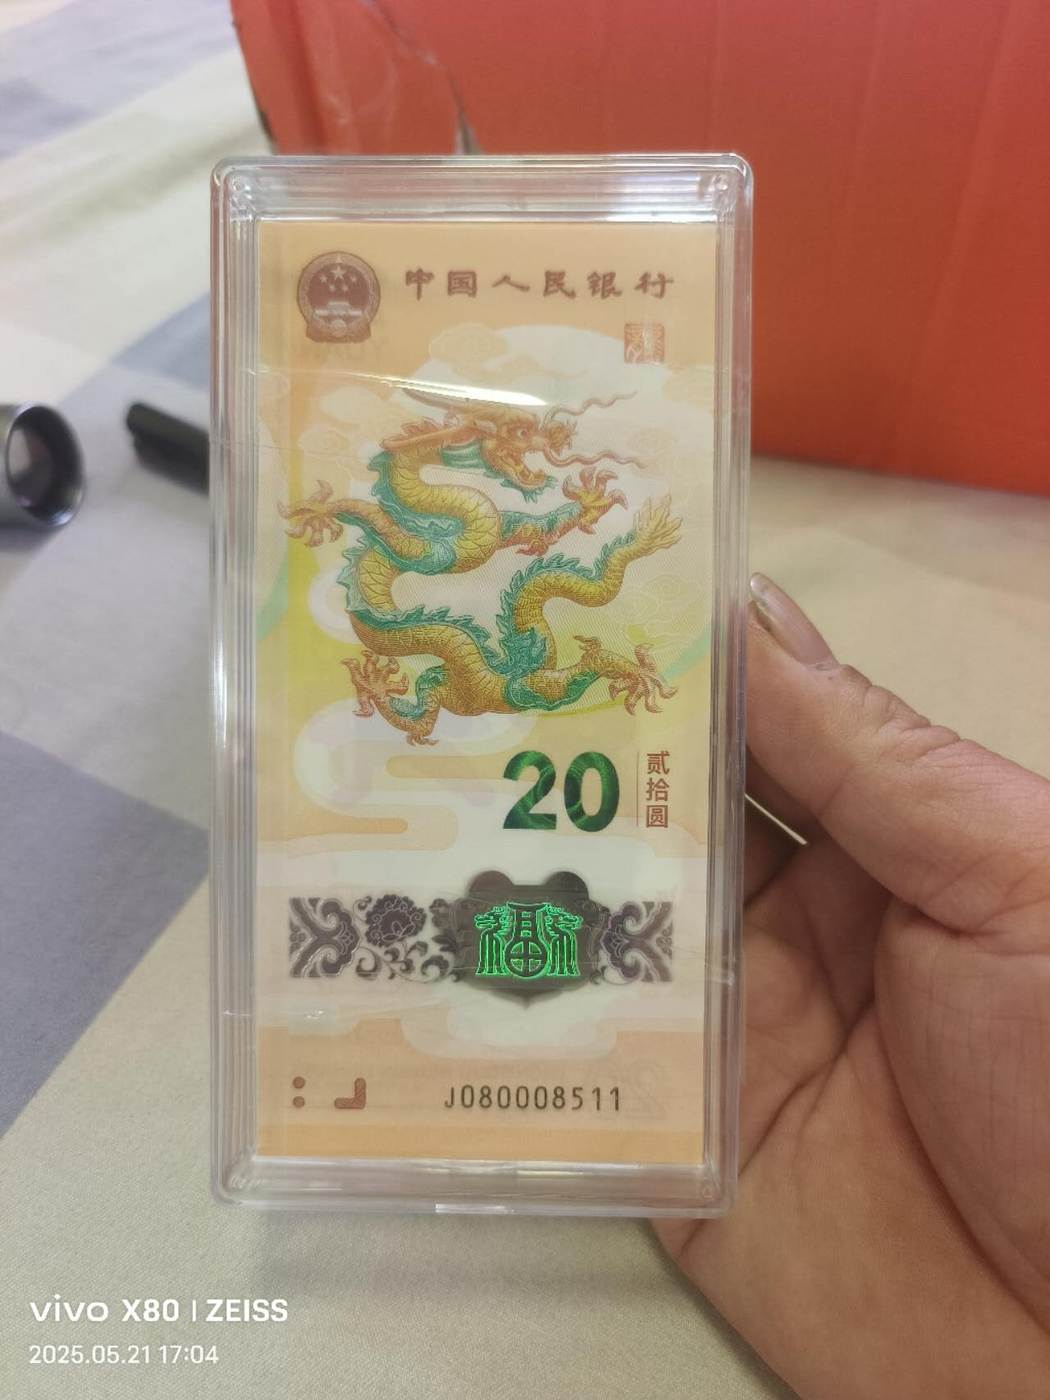 中国人民银行
20
贰拾圆
福
J080008511
vivo X80 | ZEISS
2025.05.21 17:04